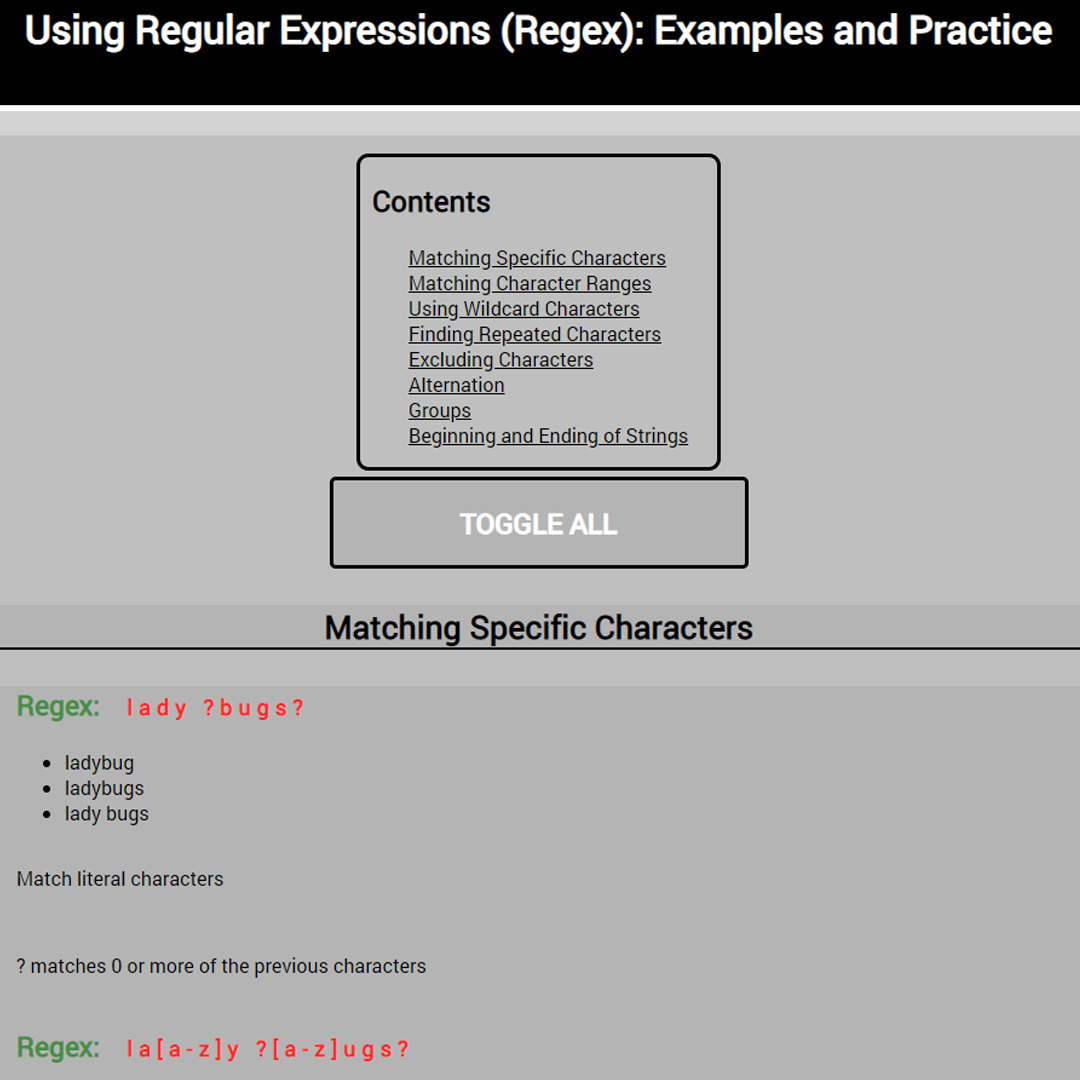 Using Regular Expressions (Regex): Examples and Practice
Contents
Matching Specific Characters
Matching Character Ranges
Using Wildcard Characters
Finding Repeated Characters
Excluding Characters
Alternation
Groups
Beginning and Ending of Strings
TOGGLE ALL
Matching Specific Characters
Regex: lady ?bugs?
ladybug
ladybugs
lady bugs
Match literal characters
? matches 0 or more of the previous characters
Regex: la[a-z]y ?[a-z]ugs?